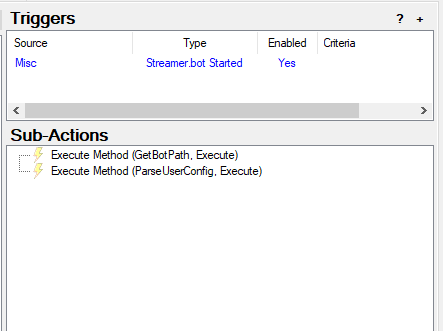 Triggers ? +
Source Type Enabled Criteria
Misc Streamer.bot Started Yes
Sub-Actions
Execute Method (GetBotPath, Execute)
Execute Method (ParseUserConfig, Execute)